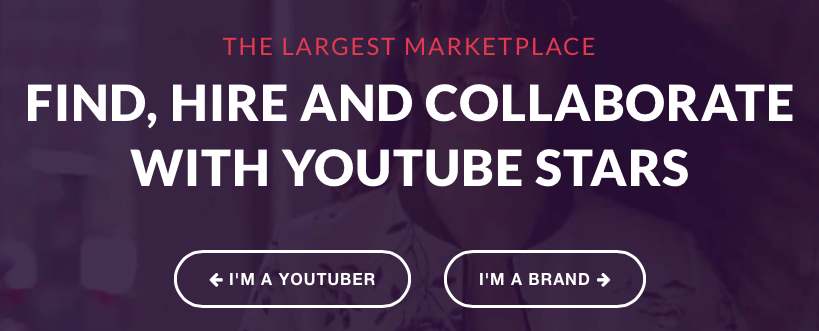 THE LARGEST MARKETPLACE
FIND, HIRE AND COLLABORATE
WITH YOUTUBE STARS
← I'M A YOUTUBER
I'M A BRAND →